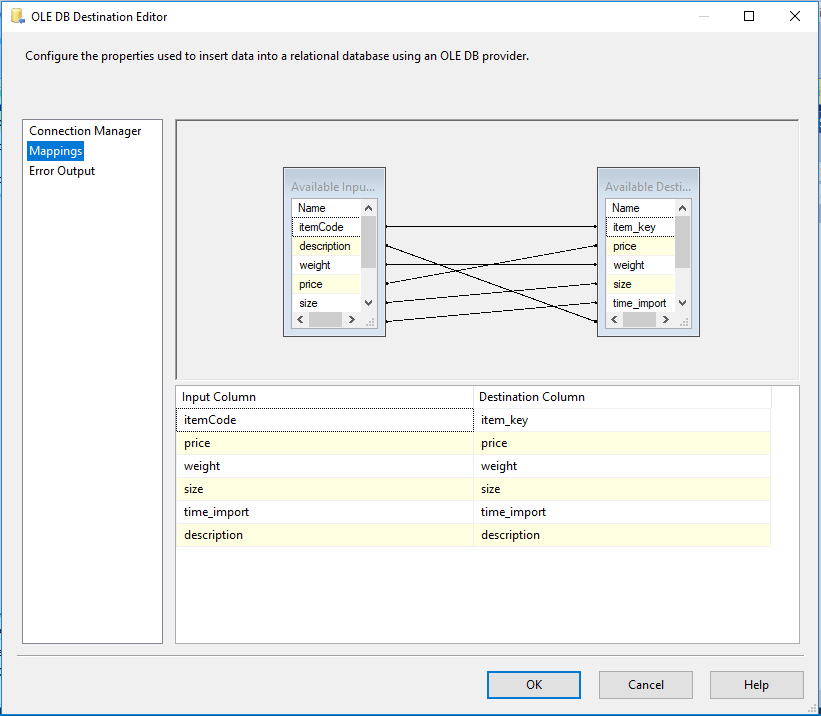 OLE DB Destination Editor
Configure the properties used to insert data into a relational database using an OLE DB provider.
Connection Manager
Mappings
Error Output
Available Inpu...
Name
itemCode
description
weight
price
size
Available Desti...
Name
item_key
price
weight
size
time_import
Input Column Destination Column
itemCode item_key
price price
weight weight
size size
time_import time_import
description description
OK Cancel Help